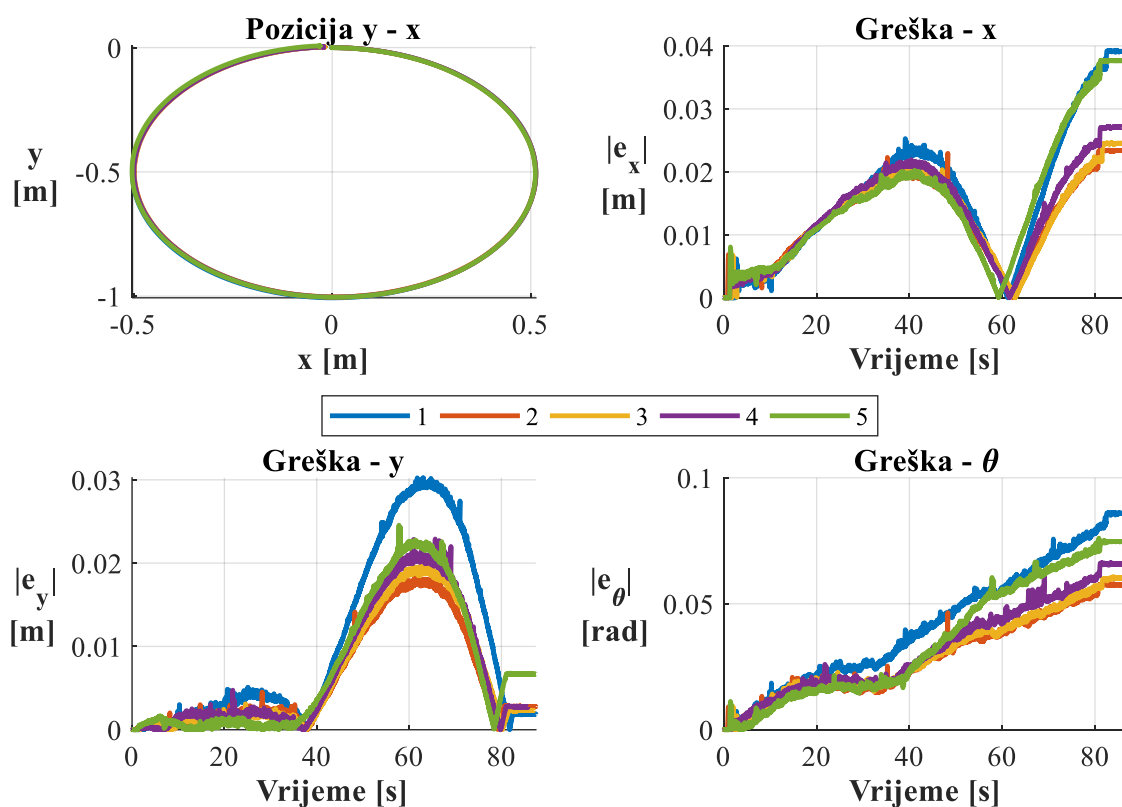 Pozicija y - x
0
y
[m]
-0.5
-1
-0.5
0
0.5
x [m]
Greška - x
0.04
0.03
|e_x|
[m]
0.02
0.01
0
0
20
40
60
80
Vrijeme [s]
1 2 3 4 5
Greška - y
0.03
0.02
|e_y|
[m]
0.01
0
0
20
40
60
80
Vrijeme [s]
Greška - θ
0.1
|e_θ|
[rad]
0.05
0
0
20
40
60
80
Vrijeme [s]